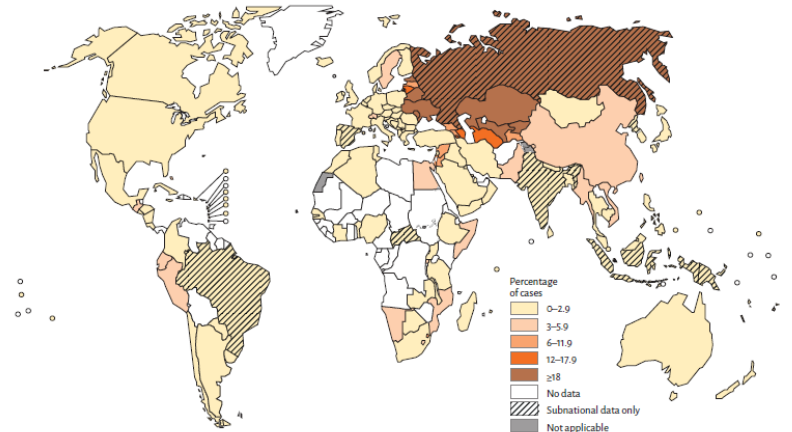 Percentage
of cases
0–2.9
3–5.9
6–11.9
12–17.9
≥18
No data
Subnational data only
Not applicable